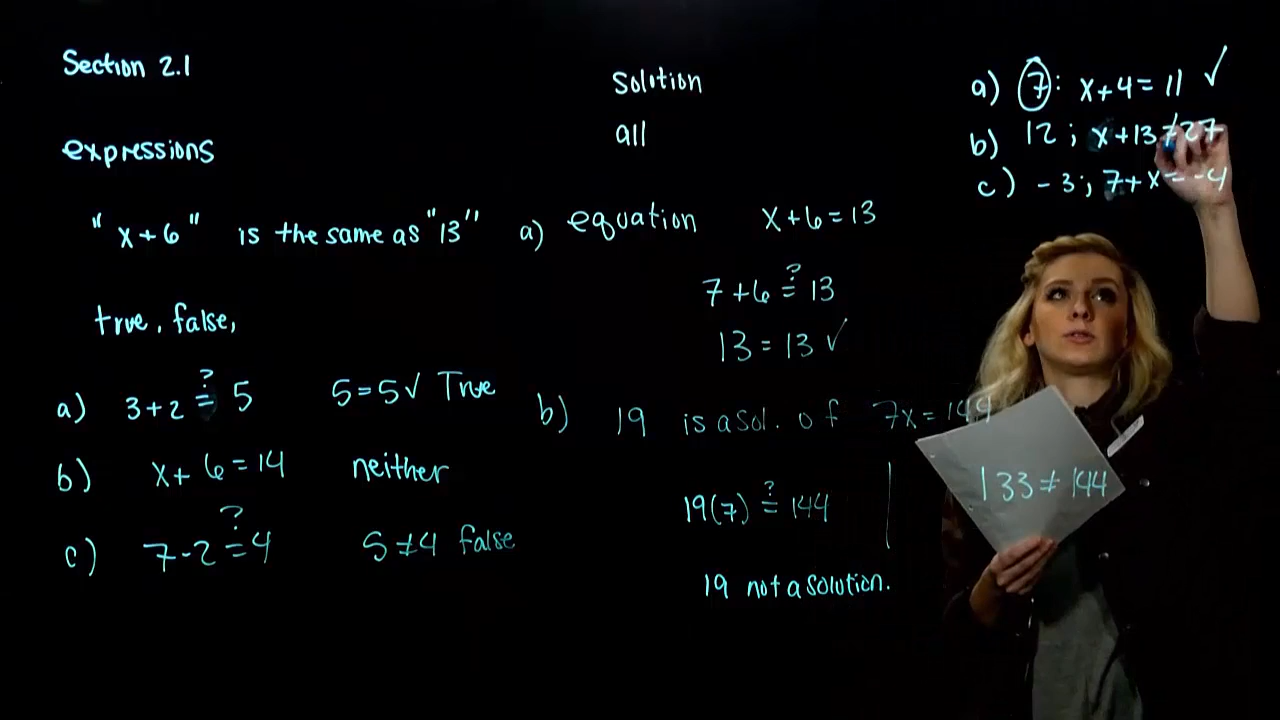 Section 2.1
expressions
"x+6" is the same as "13"
true, false,
a) 3+2 ?= 5 5=5✓ True
b) x+6=14 neither
c) 7-2 ?= 4 5≠4 false
solution
all
a) equation x+6=13
7+6 ?= 13
13=13✓
b) 19 is a sol. of 7x=144
19(7) ?= 144
133≠144
19 not a solution.
a) 7: x+4=11 ✓
b) 12; x+13≠27
c) -3; 7+x=-4